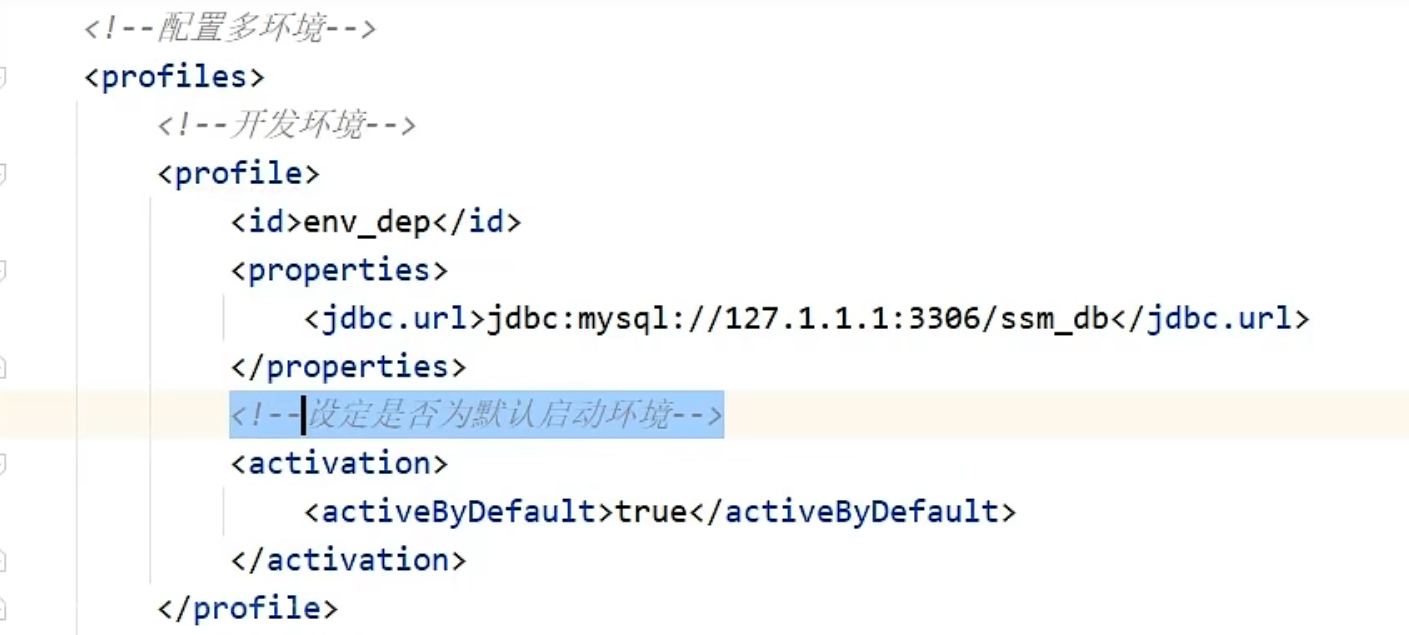 <!--配置多环境-->
<profiles>
<!--开发环境-->
<profile>
<id>env_dep</id>
<properties>
<jdbc.url>jdbc:mysql://127.1.1.1:3306/ssm_db</jdbc.url>
</properties>
<!--设定是否为默认启动环境-->
<activation>
<activeByDefault>true</activeByDefault>
</activation>
</profile>